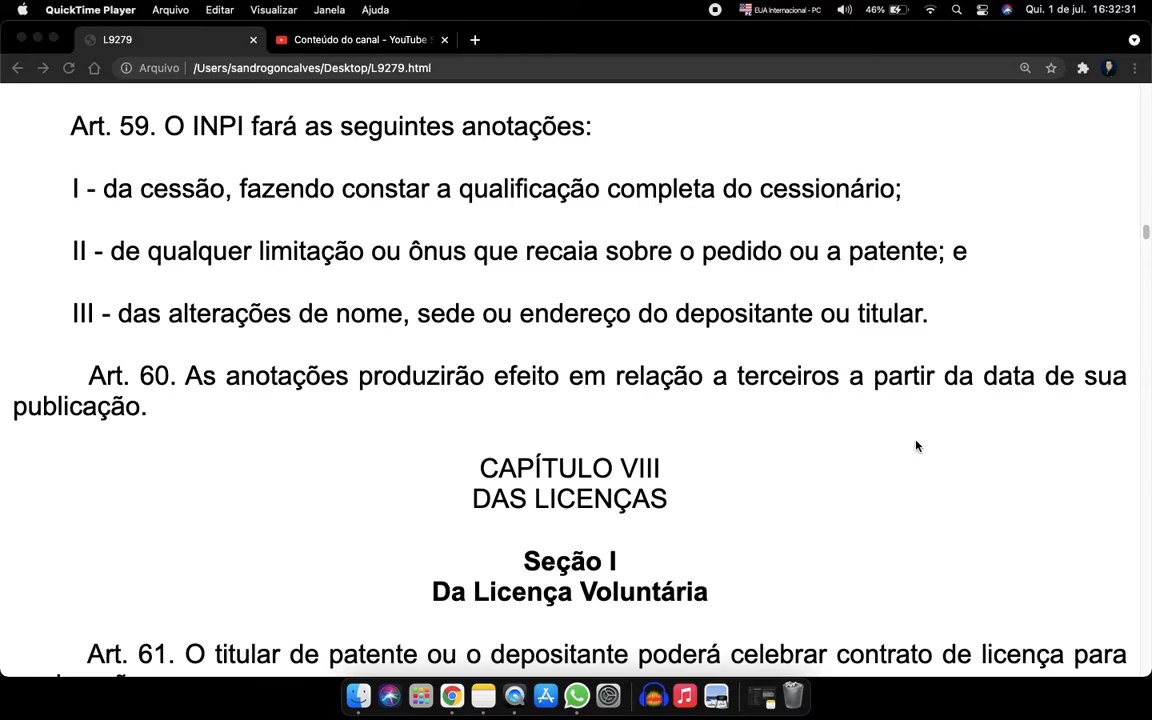 QuickTime Player Arquivo Editar Visualizar Janela Ajuda EUA Internacional - PC 46% Qui. 1 de jul. 16:32:31
L9279 Conteúdo do canal - YouTube
Arquivo /Users/sandrogoncalves/Desktop/L9279.html
Art. 59. O INPI fará as seguintes anotações:
I - da cessão, fazendo constar a qualificação completa do cessionário;
II - de qualquer limitação ou ônus que recaia sobre o pedido ou a patente; e
III - das alterações de nome, sede ou endereço do depositante ou titular.
Art. 60. As anotações produzirão efeito em relação a terceiros a partir da data de sua
publicação.
CAPÍTULO VIII
DAS LICENÇAS
Seção I
Da Licença Voluntária
Art. 61. O titular de patente ou o depositante poderá celebrar contrato de licença para